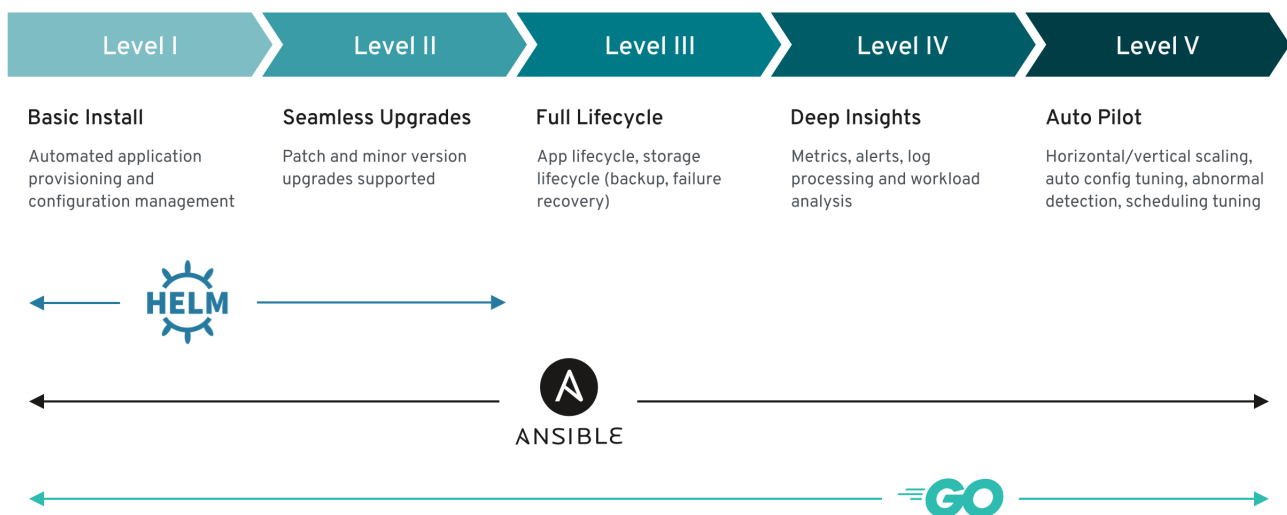 Level I
Level II
Level III
Level IV
Level V
Basic Install
Automated application
provisioning and
configuration management
Seamless Upgrades
Patch and minor version
upgrades supported
Full Lifecycle
App lifecycle, storage
lifecycle (backup, failure
recovery)
Deep Insights
Metrics, alerts, log
processing and workload
analysis
Auto Pilot
Horizontal/vertical scaling,
auto config tuning, abnormal
detection, scheduling tuning
HELM
A
ANSIBLE
GO